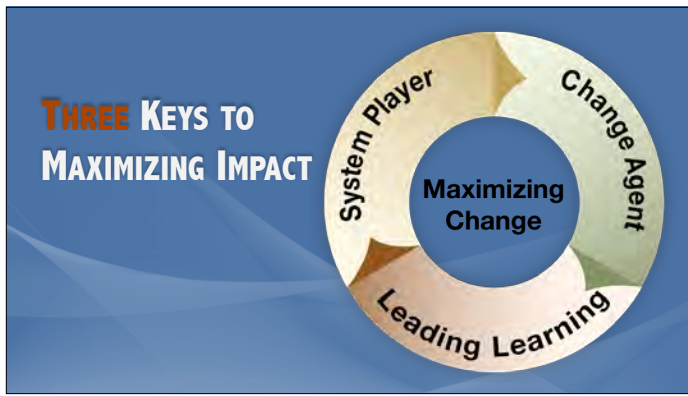 THREE KEYS TO
MAXIMIZING IMPACT
System Player
Change Agent
Maximizing
Change
Leading Learning